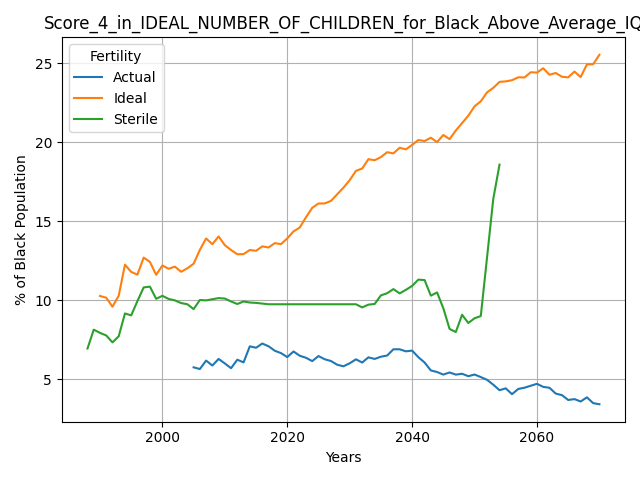 Score_4_in_IDEAL_NUMBER_OF_CHILDREN_for_Black_Above_Average_IQ
Fertility
Actual
Ideal
Sterile
25
20
15
10
5
% of Black Population
2000
2020
2040
2060
Years